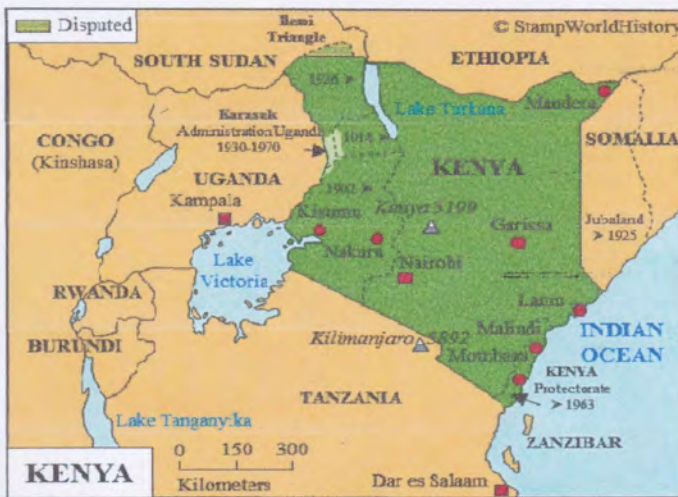 Disputed
Ilemi
Triangle
© StampWorldHistory
SOUTH SUDAN
ETHIOPIA
1926 ➤
Lake Turkana
Mandera
Karasuk
Administration Uganda
1930-1970
1914 ➤
CONGO
(Kinshasa)
SOMALIA
KENYA
UGANDA
1902 ➤
Kampala
Kisumu
Kenya 5199
Garissa
Jubaland
➤ 1925
Nakuru
Lake
Victoria
Nairobi
RWANDA
Lamu
BURUNDI
Kilimanjaro 5892
Malindi
INDIAN
OCEAN
Mombasa
KENYA
Protectorate
➤ 1963
TANZANIA
Lake Tanganyika
ZANZIBAR
0 150 300
Kilometers
KENYA
Dar es Salaam